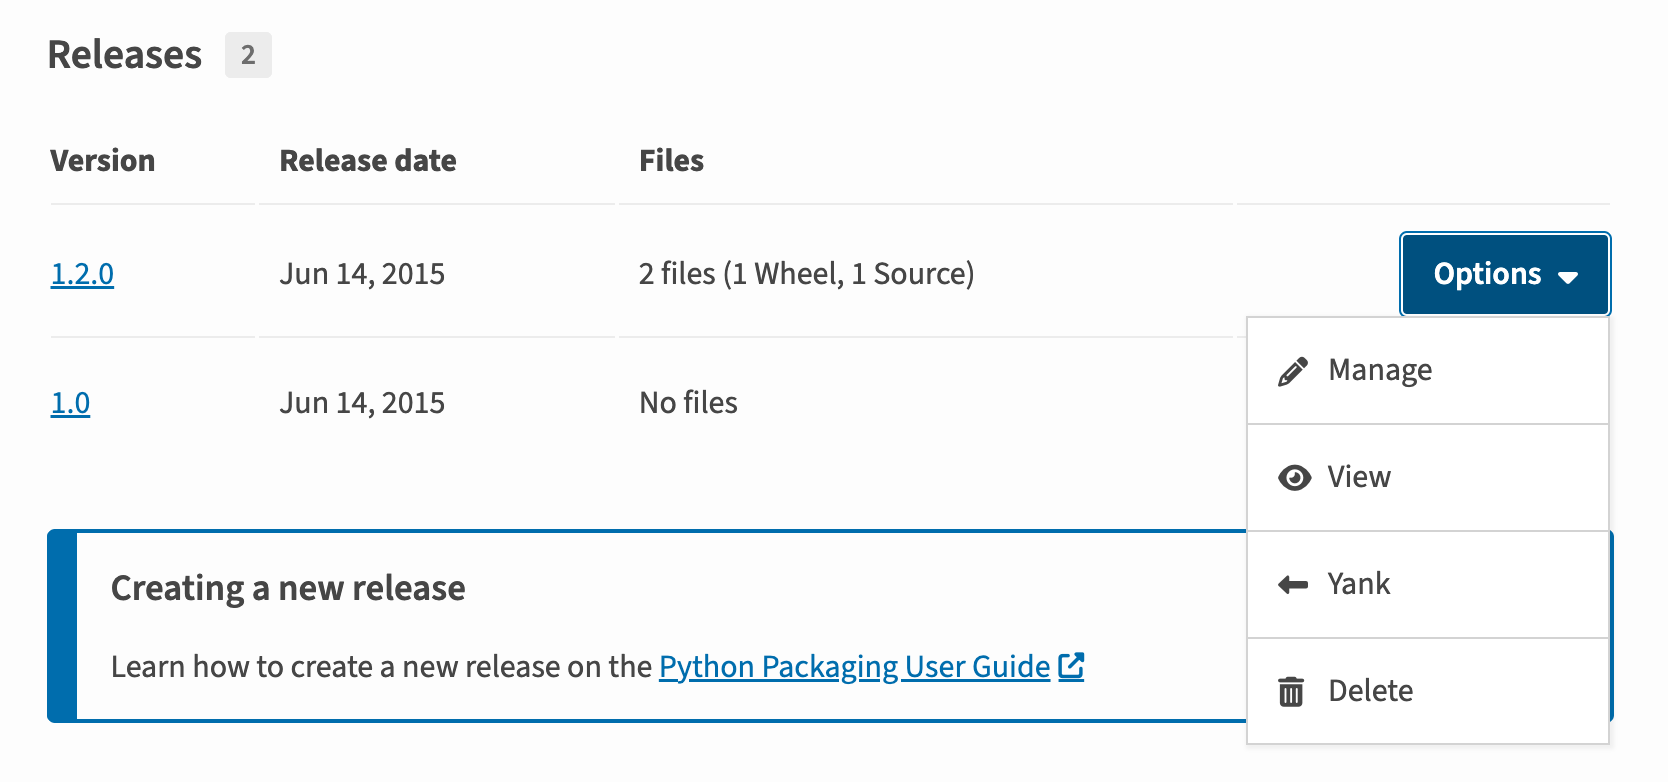 Releases 2
Version Release date Files
1.2.0 Jun 14, 2015 2 files (1 Wheel, 1 Source) Options
Manage
1.0 Jun 14, 2015 No files
View
Yank
Creating a new release
Learn how to create a new release on the Python Packaging User Guide
Delete